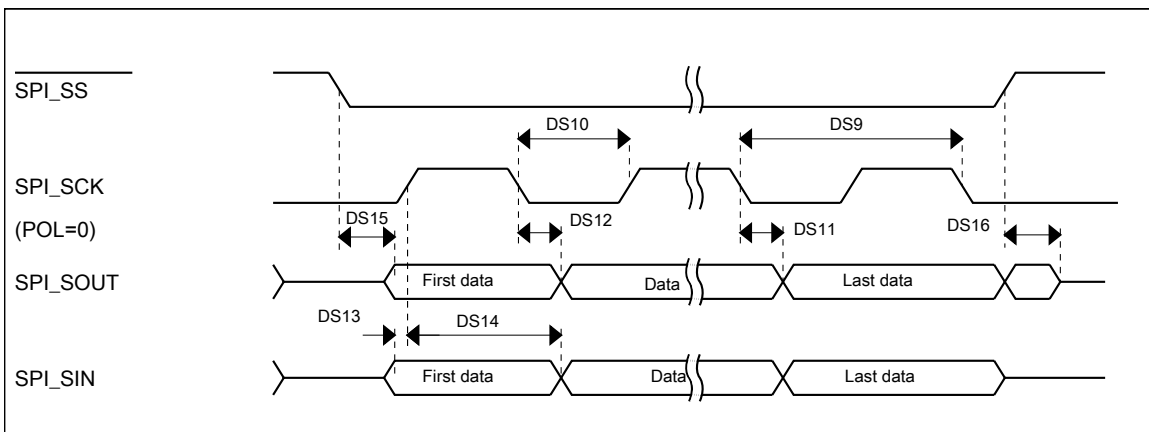 SPI_SS
DS10
DS9
SPI_SCK
(POL=0)
DS15
DS12
DS11
DS16
SPI_SOUT
First data
Data
Last data
DS13
DS14
SPI_SIN
First data
Data
Last data